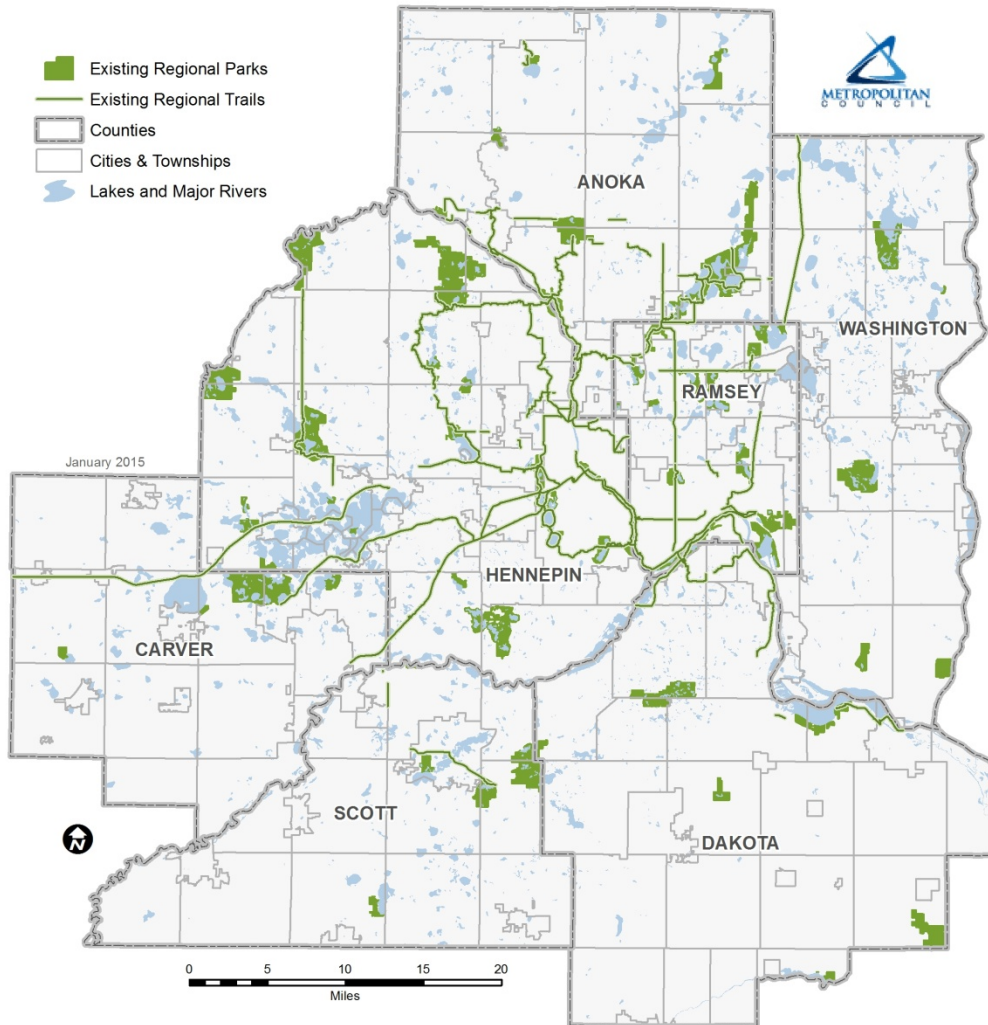 Existing Regional Parks
Existing Regional Trails
Counties
Cities & Townships
Lakes and Major Rivers
METROPOLITAN
COUNCIL
ANOKA
WASHINGTON
RAMSEY
January 2015
HENNEPIN
CARVER
SCOTT
DAKOTA
N
0 5 10 15 20
Miles